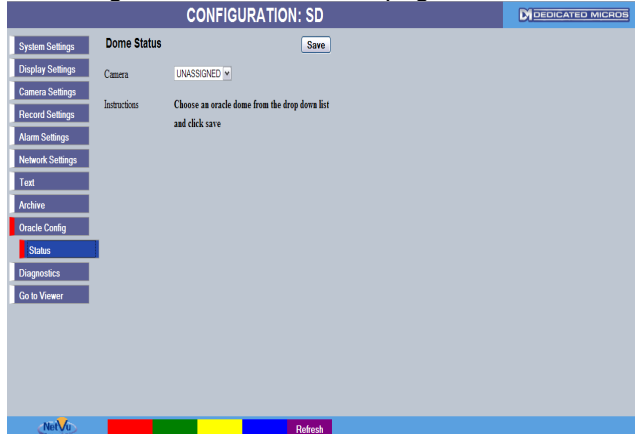 CONFIGURATION: SD
DEDICATED MICROS
System Settings
Display Settings
Camera Settings
Record Settings
Alarm Settings
Network Settings
Text
Archive
Oracle Config
Status
Diagnostics
Go to Viewer
Dome Status
Save
Camera
UNASSIGNED
Instructions
Choose an oracle dome from the drop down list
and click save
NetVu
Refresh